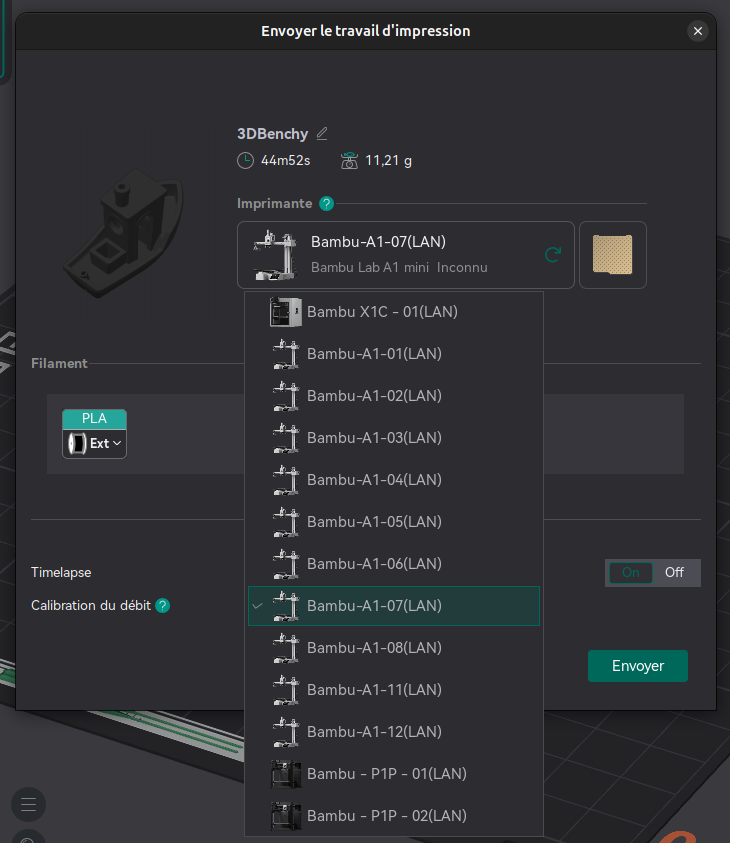 Envoyer le travail d'impression
3DBenchy
44m52s 11,21 g
Imprimante ?
Bambu-A1-07(LAN)
Bambu Lab A1 mini Inconnu
Bambu X1C - 01(LAN)
Bambu-A1-01(LAN)
Filament
Bambu-A1-02(LAN)
PLA
Ext
Bambu-A1-03(LAN)
Bambu-A1-04(LAN)
Bambu-A1-05(LAN)
Bambu-A1-06(LAN)
Timelapse
On Off
Bambu-A1-07(LAN)
Calibration du débit ?
Bambu-A1-08(LAN)
Envoyer
Bambu-A1-11(LAN)
Bambu-A1-12(LAN)
Bambu - P1P - 01(LAN)
Bambu - P1P - 02(LAN)